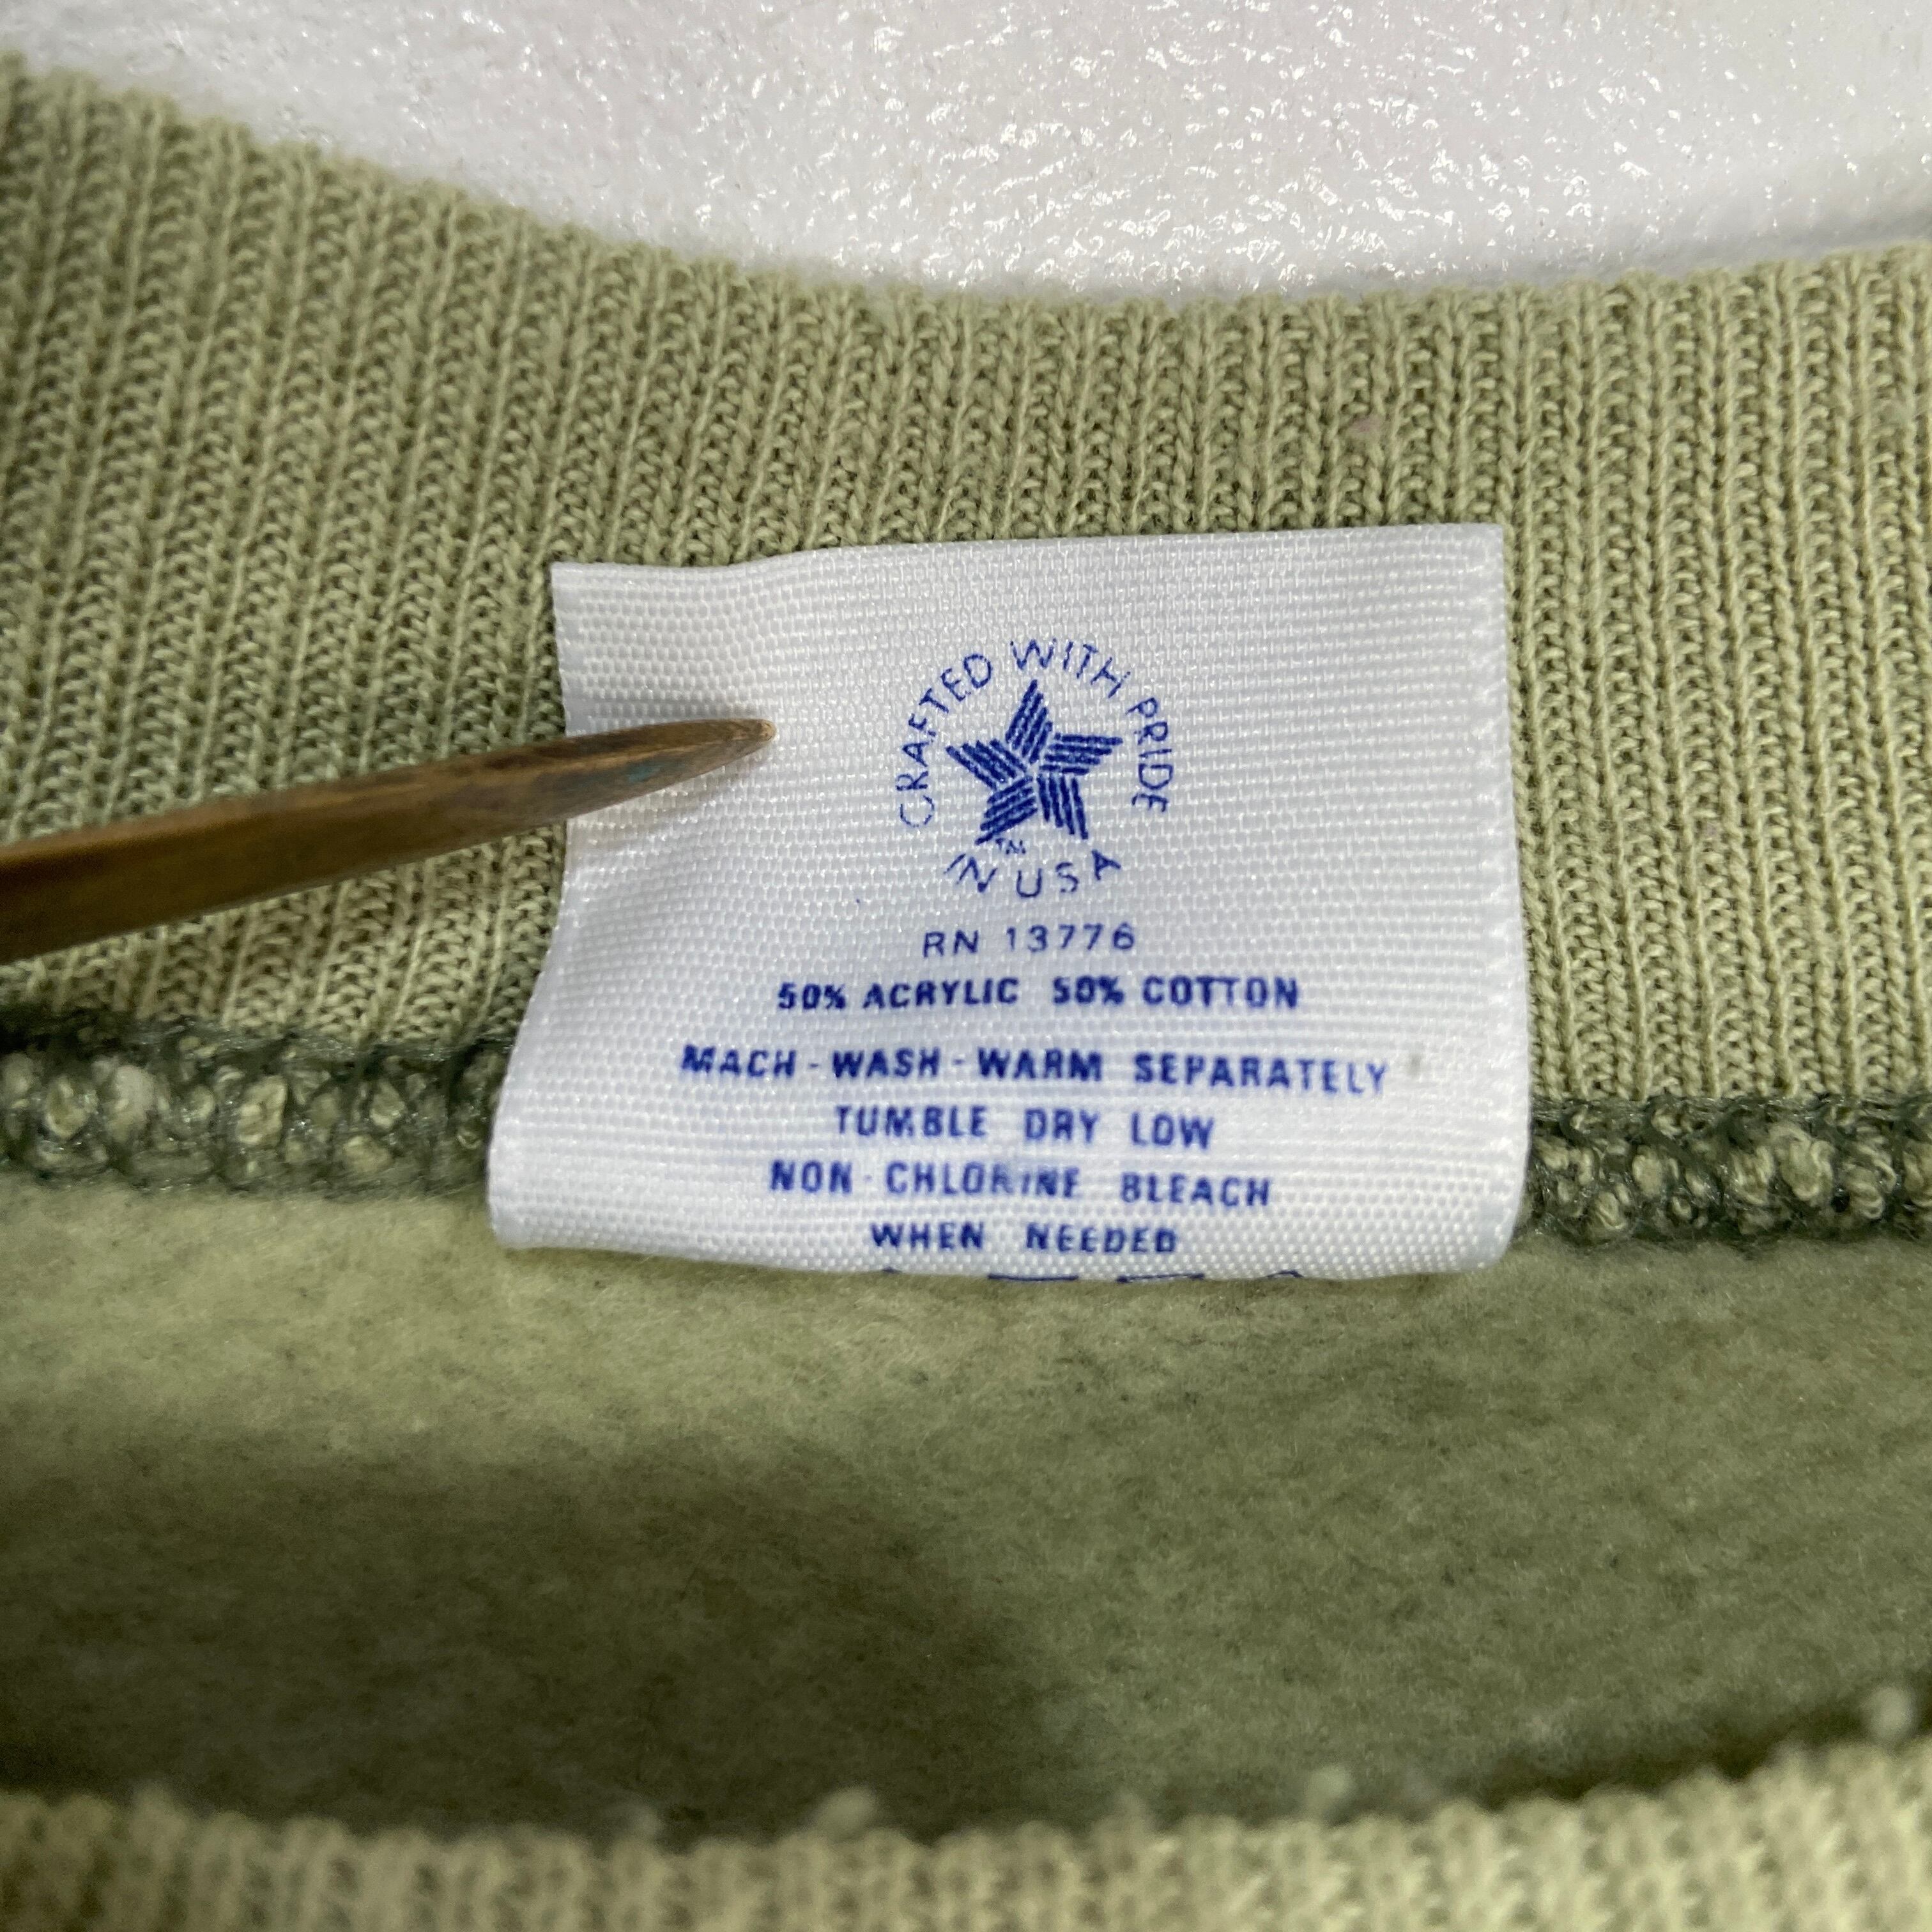 CRAFTED WITH PRIDE
TM
IN USA
RN 13776
50% ACRYLIC 50% COTTON
MACH-WASH-WARM SEPARATELY
TUMBLE DRY LOW
NON-CHLORINE BLEACH
WHEN NEEDED